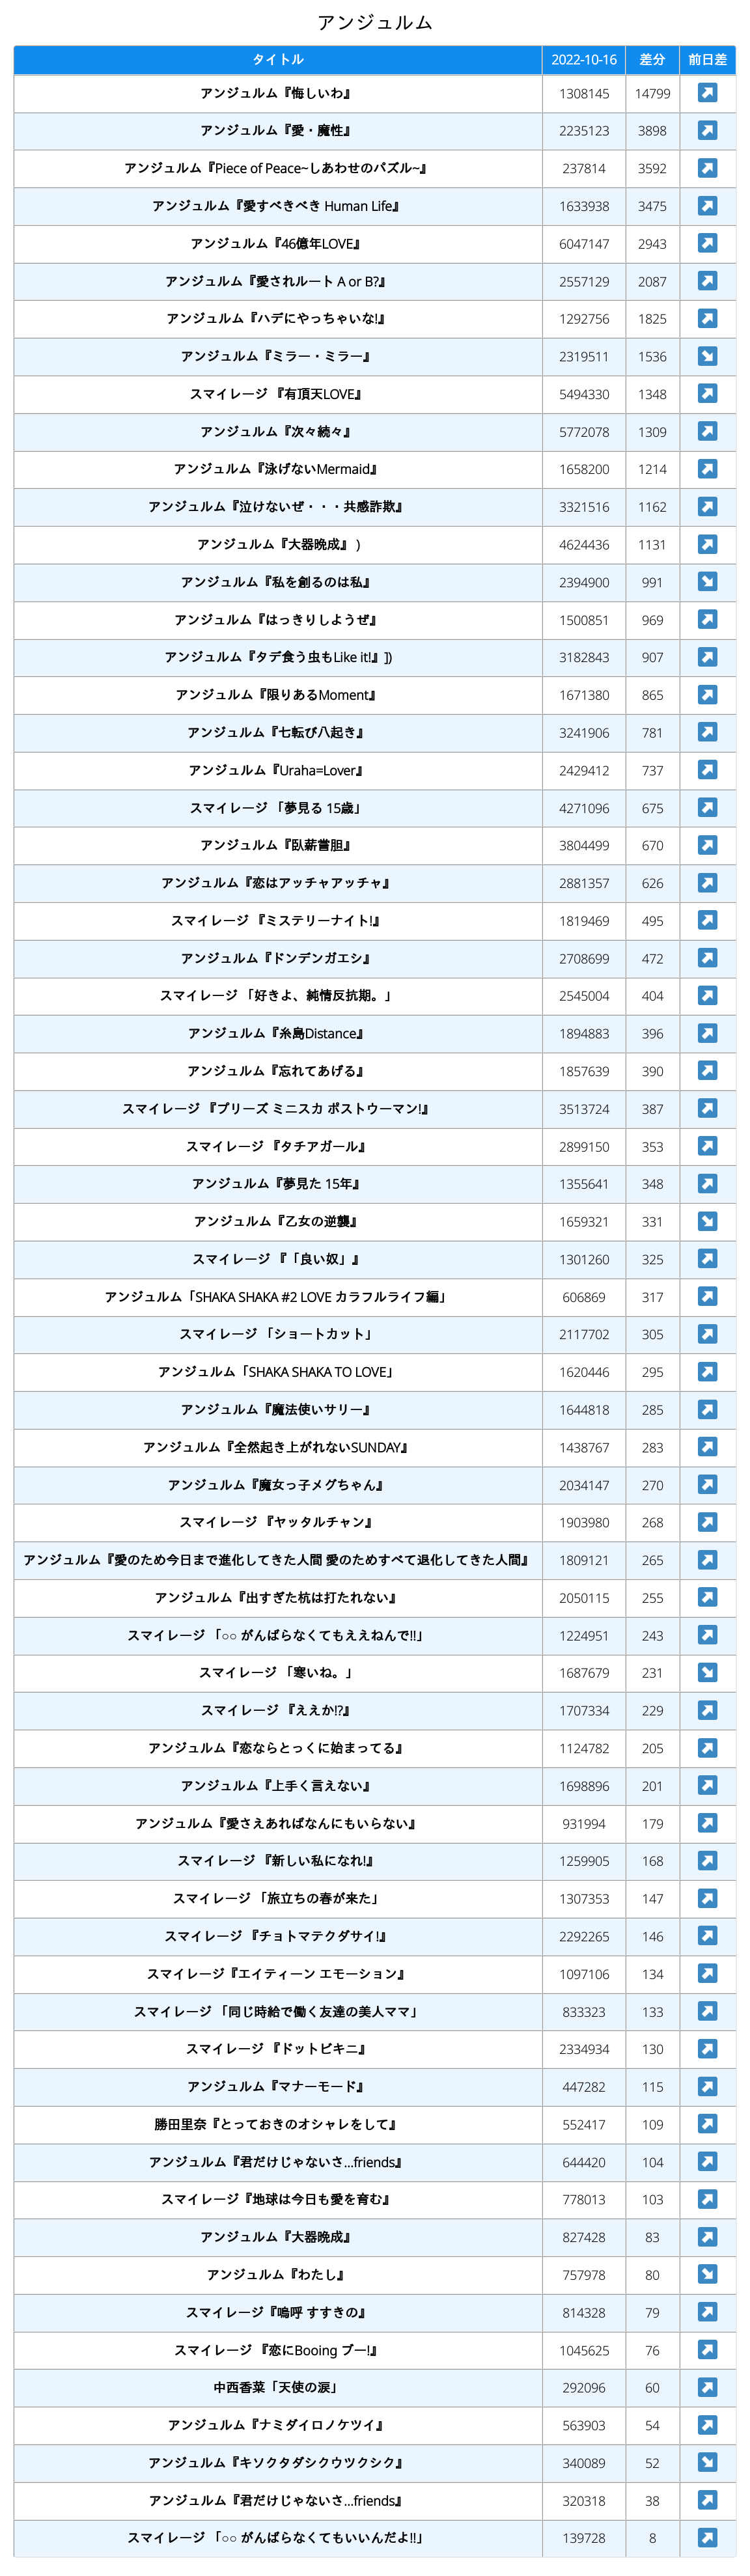 アンジュルム
タイトル 2022-10-16 差分 前日差
アンジュルム『悔しいわ』 1308145 14799
アンジュルム『愛・魔性』 2235123 3898
アンジュルム『Piece of Peace~しあわせのパズル~』 237814 3592
アンジュルム『愛すべきべき Human Life』 1633938 3475
アンジュルム『46億年LOVE』 6047147 2943
アンジュルム『愛されルート A or B?』 2557129 2087
アンジュルム『ハデにやっちゃいな!』 1292756 1825
アンジュルム『ミラー・ミラー』 2319511 1536
スマイレージ 『有頂天LOVE』 5494330 1348
アンジュルム『次々続々』 5772078 1309
アンジュルム『泳げないMermaid』 1658200 1214
アンジュルム『泣けないぜ・・・共感詐欺』 3321516 1162
アンジュルム『大器晩成』 ) 4624436 1131
アンジュルム『私を創るのは私』 2394900 991
アンジュルム『はっきりしようぜ』 1500851 969
アンジュルム『タデ食う虫もLike it!』]) 3182843 907
アンジュルム『限りあるMoment』 1671380 865
アンジュルム『七転び八起き』 3241906 781
アンジュルム『Uraha=Lover』 2429412 737
スマイレージ 「夢見る 15歳」 4271096 675
アンジュルム『臥薪嘗胆』 3804499 670
アンジュルム『恋はアッチャアッチャ』 2881357 626
スマイレージ 『ミステリーナイト!』 1819469 495
アンジュルム『ドンデンガエシ』 2708699 472
スマイレージ 「好きよ、純情反抗期。」 2545004 404
アンジュルム『糸島Distance』 1894883 396
アンジュルム『忘れてあげる』 1857639 390
スマイレージ 『プリーズ ミニスカ ポストウーマン!』 3513724 387
スマイレージ 『タチアガール』 2899150 353
アンジュルム『夢見た 15年』 1355641 348
アンジュルム『乙女の逆襲』 1659321 331
スマイレージ 『「良い奴」』 1301260 325
アンジュルム「SHAKA SHAKA #2 LOVE カラフルライフ編」 606869 317
スマイレージ 「ショートカット」 2117702 305
アンジュルム「SHAKA SHAKA TO LOVE」 1620446 295
アンジュルム『魔法使いサリー』 1644818 285
アンジュルム『全然起き上がれないSUNDAY』 1438767 283
アンジュルム『魔女っ子メグちゃん』 2034147 270
スマイレージ 『ヤッタルチャン』 1903980 268
アンジュルム『愛のため今日まで進化してきた人間 愛のためすべて退化してきた人間』 1809121 265
アンジュルム『出すぎた杭は打たれない』 2050115 255
スマイレージ 「○○ がんばらなくてもええねんで!!」 1224951 243
スマイレージ 「寒いね。」 1687679 231
スマイレージ 『ええか!?』 1707334 229
アンジュルム『恋ならとっくに始まってる』 1124782 205
アンジュルム『上手く言えない』 1698896 201
アンジュルム『愛さえあればなんにもいらない』 931994 179
スマイレージ 『新しい私になれ!』 1259905 168
スマイレージ 「旅立ちの春が来た」 1307353 147
スマイレージ 『チョトマテクダサイ!』 2292265 146
スマイレージ『エイティーン エモーション』 1097106 134
スマイレージ 「同じ時給で働く友達の美人ママ」 833323 133
スマイレージ 『ドットビキニ』 2334934 130
アンジュルム『マナーモード』 447282 115
勝田里奈『とっておきのオシャレをして』 552417 109
アンジュルム『君だけじゃないさ...friends』 644420 104
スマイレージ『地球は今日も愛を育む』 778013 103
アンジュルム『大器晩成』 827428 83
アンジュルム『わたし』 757978 80
スマイレージ『嗚呼 すすきの』 814328 79
スマイレージ 『恋にBooing ブー!』 1045625 76
中西香菜「天使の涙」 292096 60
アンジュルム『ナミダイロノケツイ』 563903 54
アンジュルム『キソクタダシクウツクシク』 340089 52
アンジュルム『君だけじゃないさ...friends』 320318 38
スマイレージ 「○○ がんばらなくてもいいんだよ!!」 139728 8